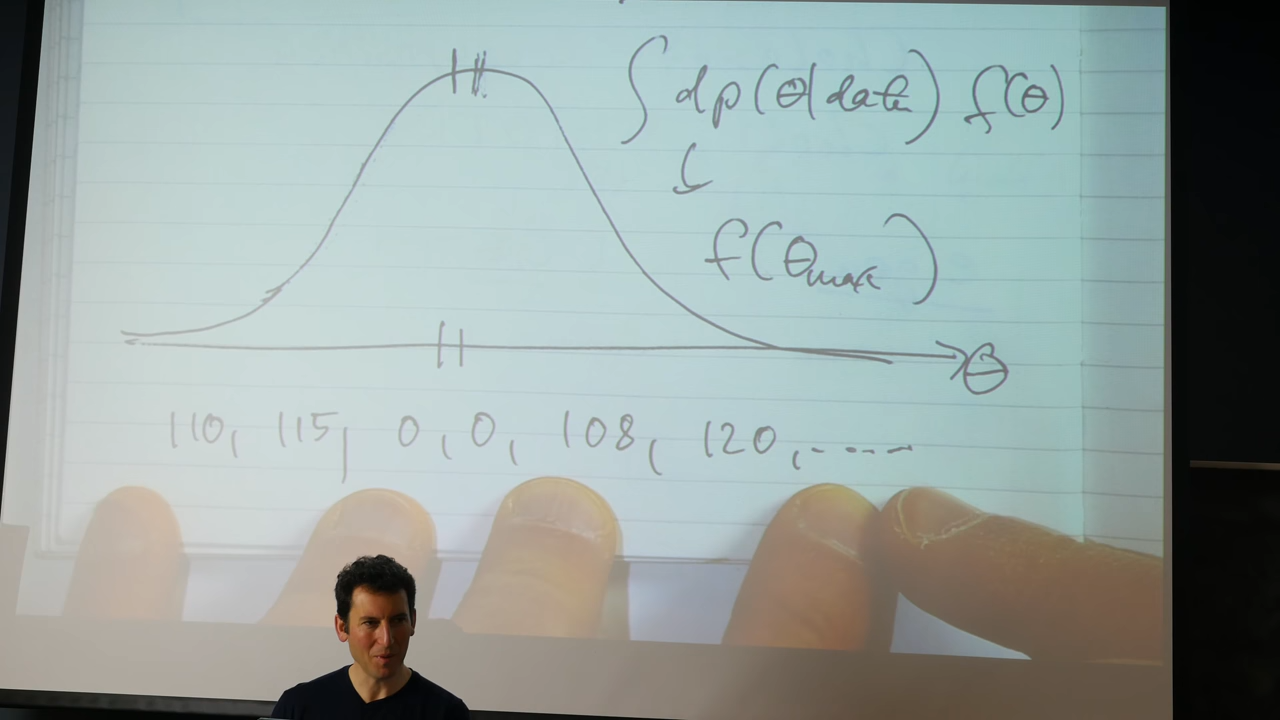 ∫ dp(θ|data) f(θ)
f(θmax)
θ
110, 115, 0, 0, 108, 120, .----